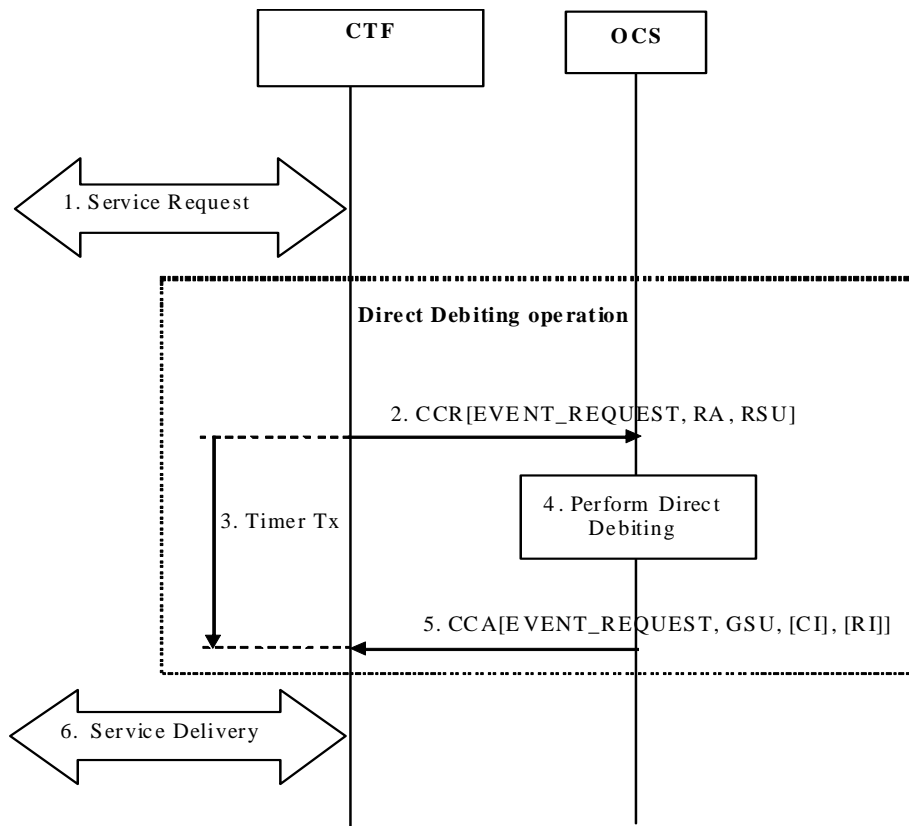 CTF
OCS
1. Service Request
Direct Debiting operation
2. CCR[EVENT_REQUEST, RA, RSU]
3. Timer Tx
4. Perform Direct
Debiting
5. CCA[EVENT_REQUEST, GSU, [CI], [RI]]
6. Service Delivery